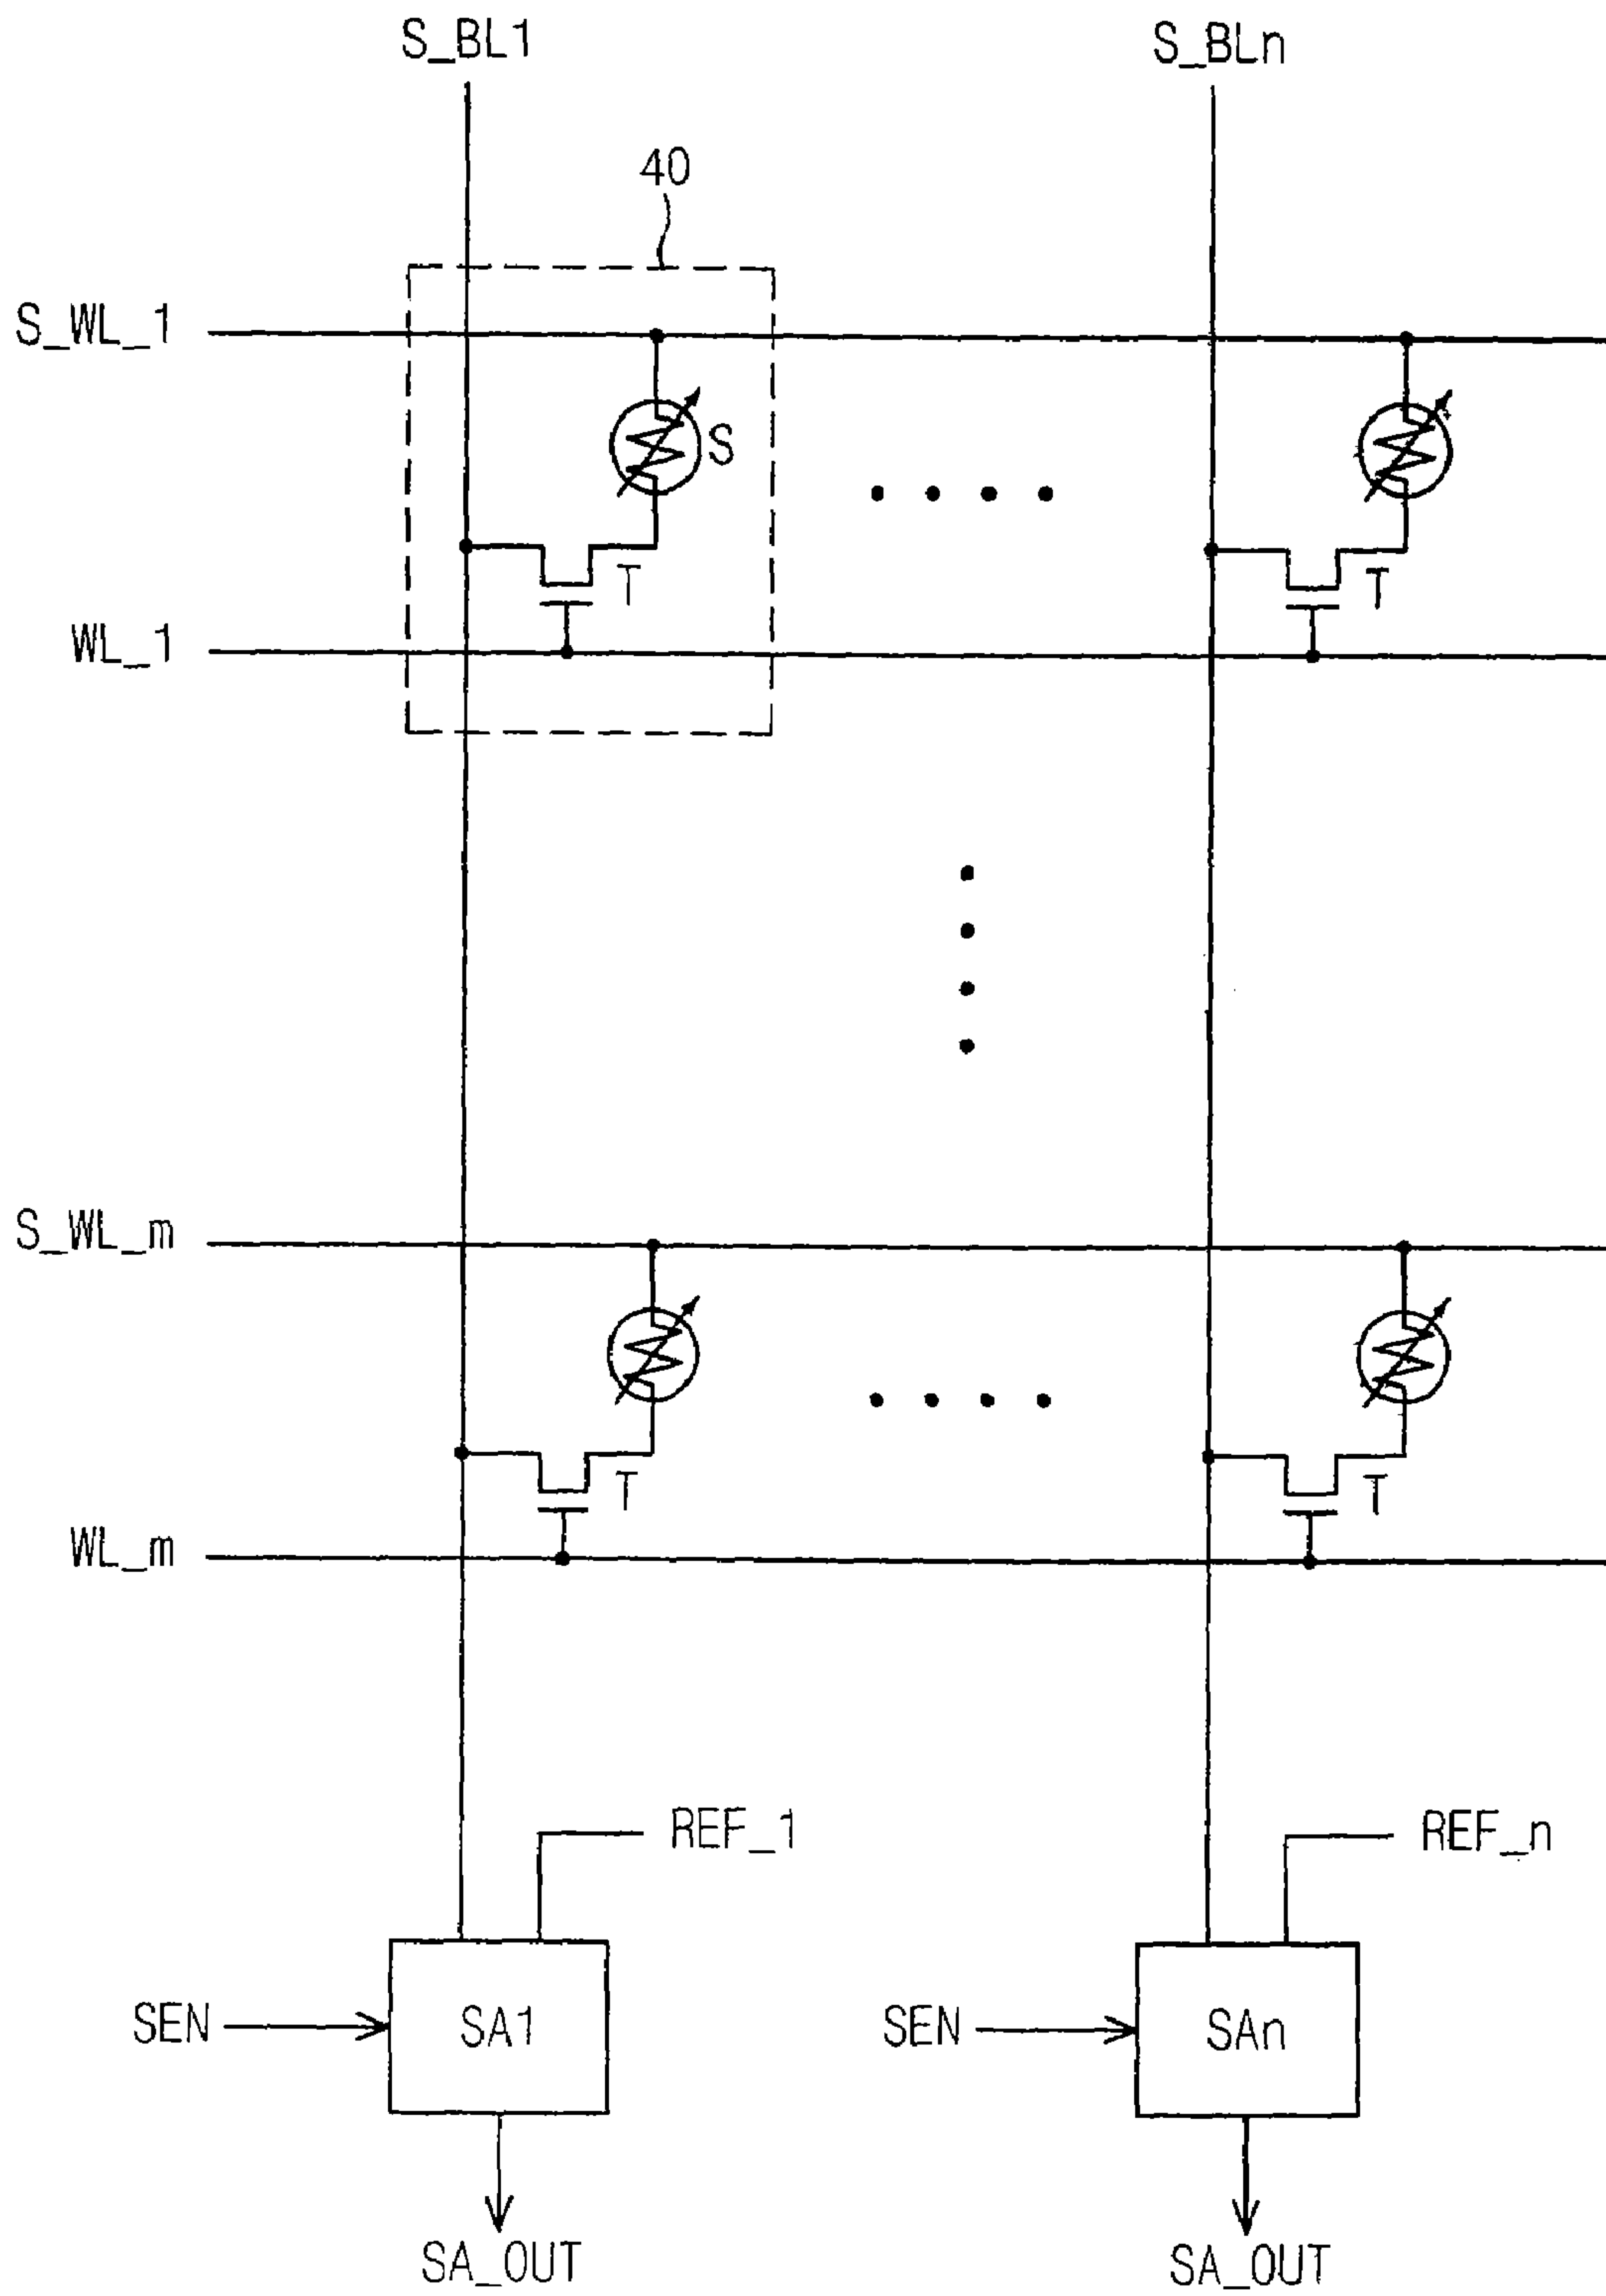 S_BL1 S_BLn
40
S_WL_1
S
T T
WL_1
S_WL_m
T T
WL_m
REF_1 REF_n
SEN SA1 SEN SAn
SA_OUT SA_OUT